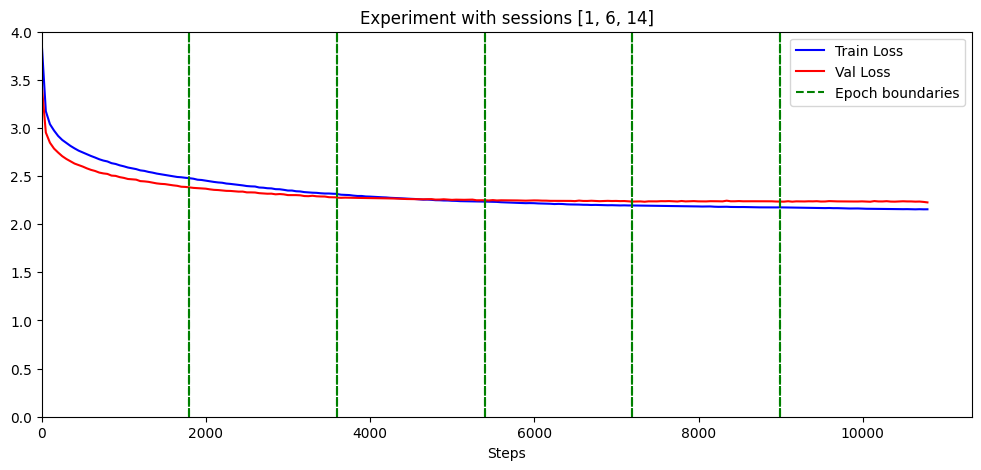 Experiment with sessions [1, 6, 14]
4.0
3.5
3.0
2.5
2.0
1.5
1.0
0.5
0.0
Train Loss
Val Loss
Epoch boundaries
0 2000 4000 6000 8000 10000
Steps